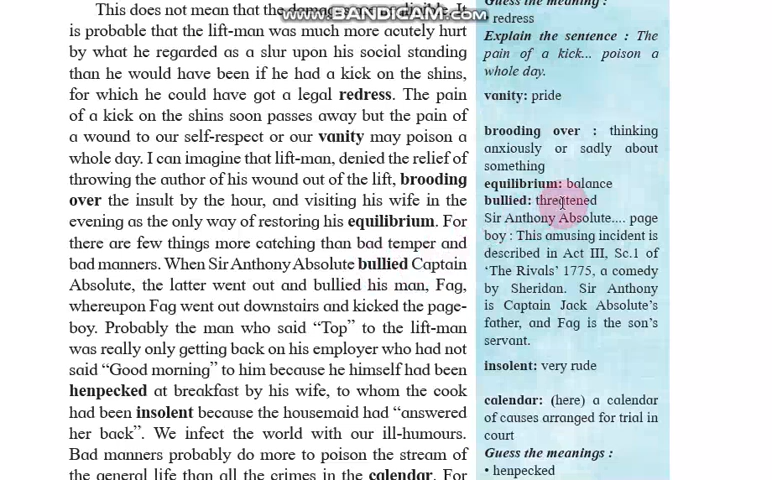 This does not mean that the damage
WWW.BANDICAM.COM
It
is probable that the lift-man was much more acutely hurt
by what he regarded as a slur upon his social standing
than he would have been if he had a kick on the shins,
for which he could have got a legal redress. The pain
of a kick on the shins soon passes away but the pain of
a wound to our self-respect or our vanity may poison a
whole day. I can imagine that lift-man, denied the relief of
throwing the author of his wound out of the lift, brooding
over the insult by the hour, and visiting his wife in the
evening as the only way of restoring his equilibrium. For
there are few things more catching than bad temper and
bad manners. When Sir Anthony Absolute bullied Captain
Absolute, the latter went out and bullied his man, Fag,
whereupon Fag went out downstairs and kicked the page-
boy. Probably the man who said “Top” to the lift-man
was really only getting back on his employer who had not
said “Good morning” to him because he himself had been
henpecked at breakfast by his wife, to whom the cook
had been insolent because the housemaid had “answered
her back”. We infect the world with our ill-humours.
Bad manners probably do more to poison the stream of
the general life than all the crimes in the calendar. For
Guess the meaning :
• redress
Explain the sentence : The
pain of a kick... poison a
whole day.
vanity: pride
brooding over : thinking
anxiously or sadly about
something
equilibrium: balance
bullied: threatened
Sir Anthony Absolute.... page
boy : This amusing incident is
described in Act III, Sc.1 of
‘The Rivals’ 1775, a comedy
by Sheridan. Sir Anthony
is Captain Jack Absolute’s
father, and Fag is the son’s
servant.
insolent: very rude
calendar: (here) a calendar
of causes arranged for trial in
court
Guess the meanings :
• henpecked